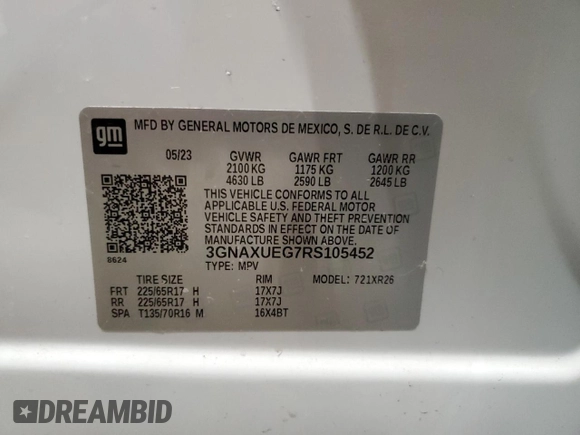 gm MFD BY GENERAL MOTORS DE MEXICO, S. DE R.L. DE C.V.
05/23 GVWR GAWR FRT GAWR RR
2100 KG 1175 KG 1200 KG
4630 LB 2590 LB 2645 LB
THIS VEHICLE CONFORMS TO ALL
APPLICABLE U.S. FEDERAL MOTOR
VEHICLE SAFETY AND THEFT PREVENTION
STANDARDS IN EFFECT ON THE DATE OF
MANUFACTURE SHOWN ABOVE.
3GNAXUEG7RS105452
8624
TYPE: MPV
TIRE SIZE RIM MODEL: 721XR26
FRT 225/65R17 H 17X7J
RR 225/65R17 H 17X7J
SPA T135/70R16 M 16X4BT
DREAMBID